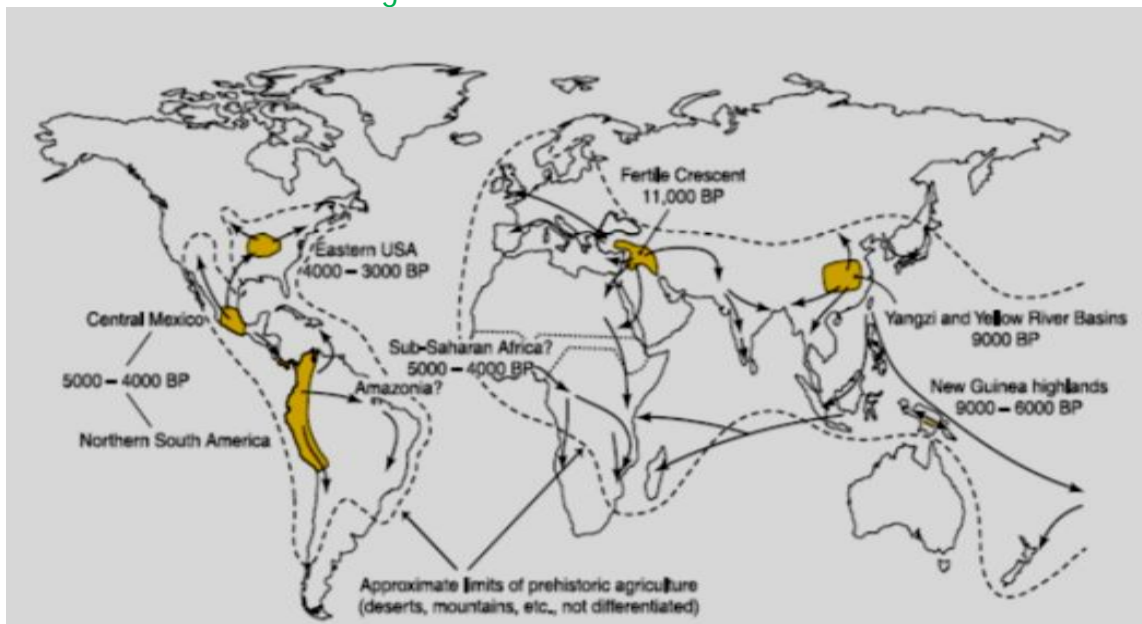 Fertile Crescent
11,000 BP
Eastern USA
4000 – 3000 BP
Central Mexico
5000 – 4000 BP
Northern South America
Amazonia?
Sub-Saharan Africa?
5000 – 4000 BP
Yangzi and Yellow River Basins
9000 BP
New Guinea highlands
9000 – 6000 BP
Approximate limits of prehistoric agriculture
(deserts, mountains, etc., not differentiated)